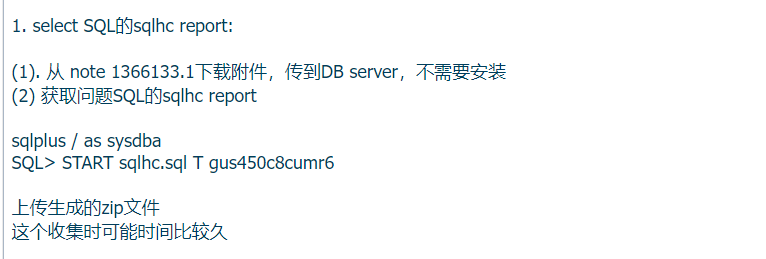 1. select SQL的sqlhc report:
(1). 从 note 1366133.1下载附件，传到DB server，不需要安装
(2) 获取问题SQL的sqlhc report
sqlplus / as sysdba
SQL> START sqlhc.sql T gus450c8cumr6
上传生成的zip文件
这个收集时可能时间比较久